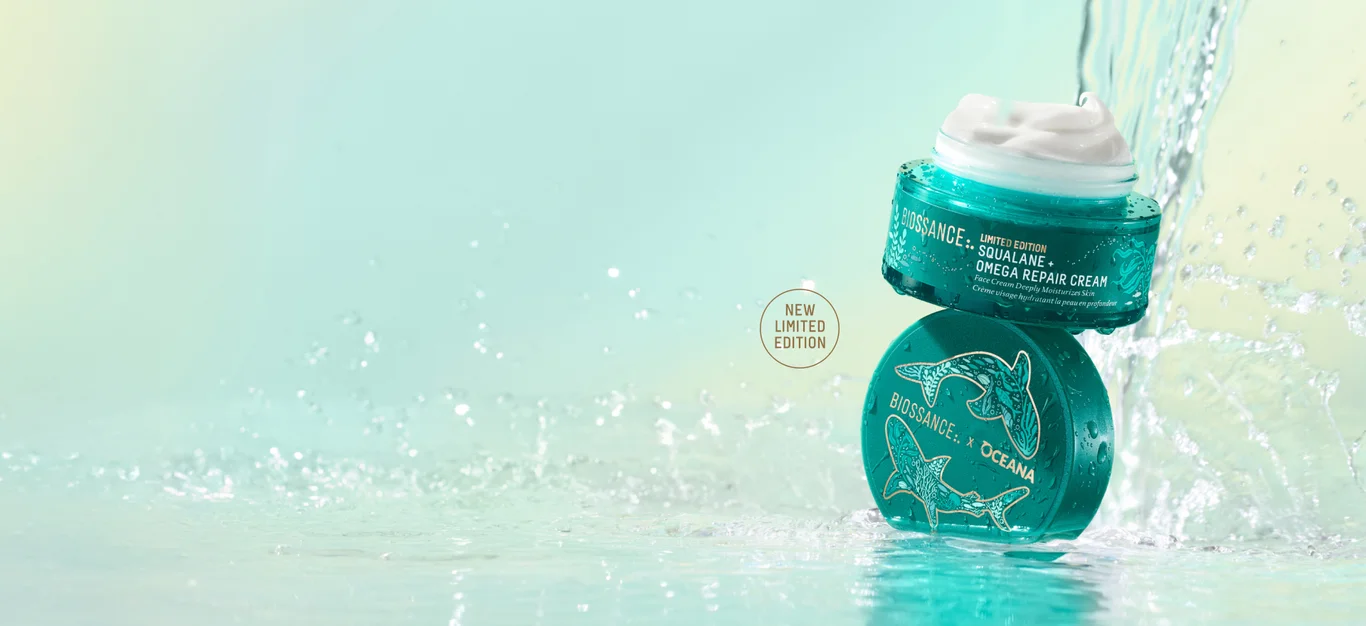 NEW
LIMITED
EDITION
BIOSSANCE:.
LIMITED EDITION
SQUALANE +
OMEGA REPAIR CREAM
Face Cream Deeply Moisturizes Skin
Crème visage hydratant la peau en profondeur
BIOSSANCE:. x OCEANA